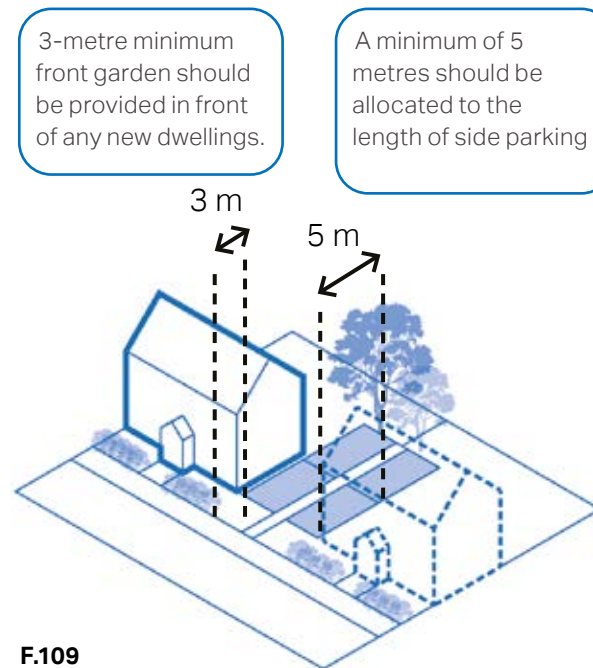 3-metre minimum
front garden should
be provided in front
of any new dwellings.
A minimum of 5
metres should be
allocated to the
length of side parking
3 m
5 m
F.109